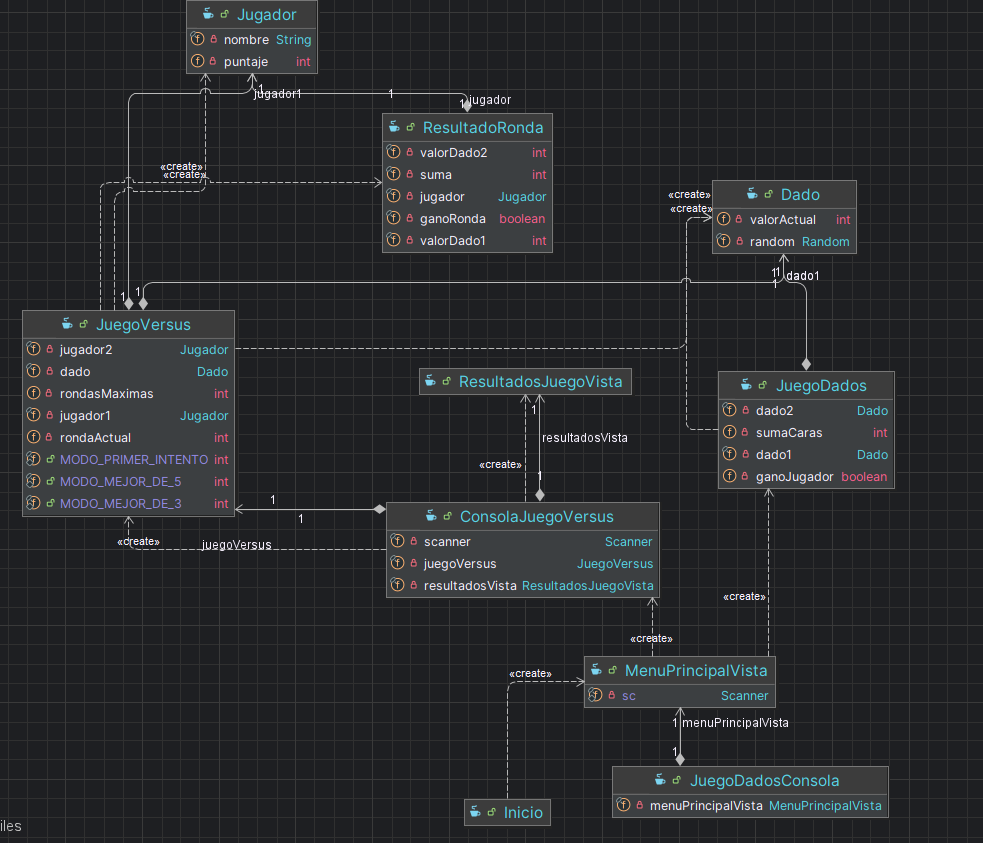 Jugador
nombre String
puntaje int
1
jugador1
1
1
jugador
ResultadoRonda
valorDado2 int
suma int
jugador Jugador
ganoRonda boolean
valorDado1 int
«create»
«create»
«create»
«create»
Dado
valorActual int
random Random
1
1
1
dado1
1
1
JuegoVersus
jugador2 Jugador
dado Dado
rondasMaximas int
jugador1 Jugador
rondaActual int
MODO_PRIMER_INTENTO int
MODO_MEJOR_DE_5 int
MODO_MEJOR_DE_3 int
ResultadosJuegoVista
1
resultadosVista
«create»
1
JuegoDados
dado2 Dado
sumaCaras int
dado1 Dado
ganoJugador boolean
1
1
«create»
juegoVersus
ConsolaJuegoVersus
scanner Scanner
juegoVersus JuegoVersus
resultadosVista ResultadosJuegoVista
«create»
«create»
«create»
MenuPrincipalVista
sc Scanner
1
menuPrincipalVista
1
JuegoDadosConsola
menuPrincipalVista MenuPrincipalVista
Inicio
iles